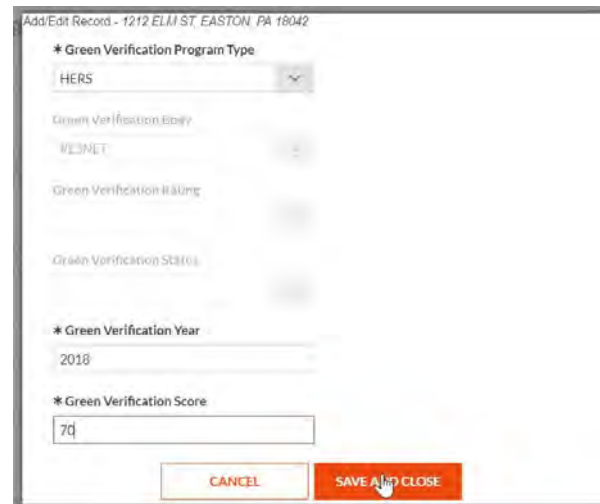 Add/Edit Record - 1212 ELM ST, EASTON, PA 18042
* Green Verification Program Type
HERS
Green Verification Body
RESNET
Green Verification Rating
Green Verification Status
* Green Verification Year
2018
* Green Verification Score
70
CANCEL
SAVE AND CLOSE